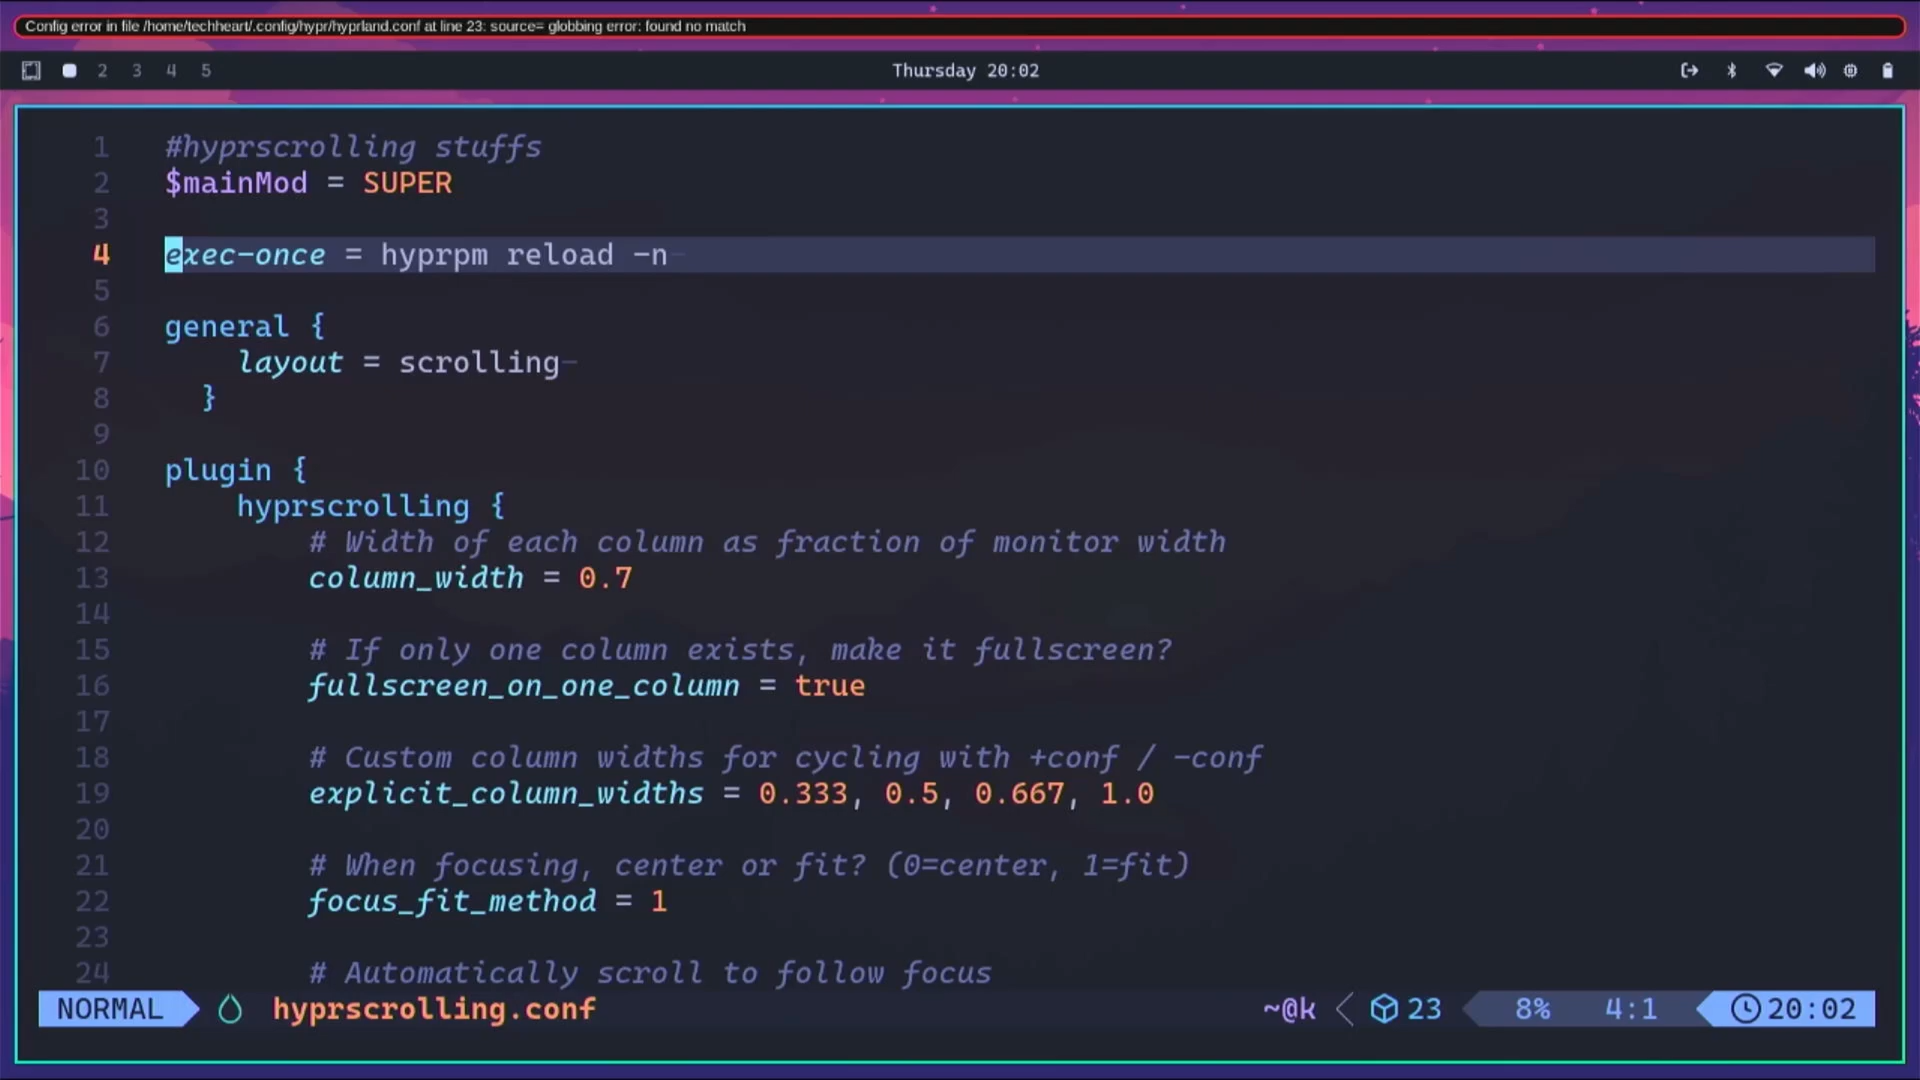 Config error in file /home/techheart/.config/hypr/hyprland.conf at line 23: source= globbing error: found no match
2 3 4 5 Thursday 20:02
1 #hyprscrolling stuffs
2 $mainMod = SUPER
3
4 exec-once = hyprpm reload -n-
5
6 general {
7 layout = scrolling-
8 }
9
10 plugin {
11 hyprscrolling {
12 # Width of each column as fraction of monitor width
13 column_width = 0.7
14
15 # If only one column exists, make it fullscreen?
16 fullscreen_on_one_column = true
17
18 # Custom column widths for cycling with +conf / -conf
19 explicit_column_widths = 0.333, 0.5, 0.667, 1.0
20
21 # When focusing, center or fit? (0=center, 1=fit)
22 focus_fit_method = 1
23
24 # Automatically scroll to follow focus
NORMAL hyprscrolling.conf ~@k 23 8% 4:1 20:02